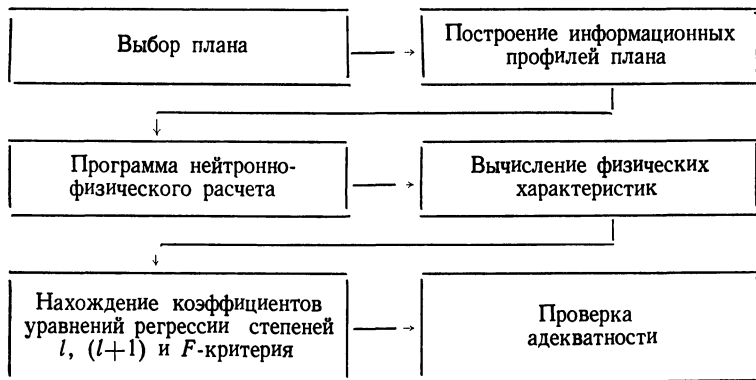 Выбор плана
Построение информационных
профилей плана
Программа нейтронно-
физического расчета
Вычисление физических
характеристик
Нахождение коэффициентов
уравнений регрессии степеней
l, (l+1) и F-критерия
Проверка
адекватности